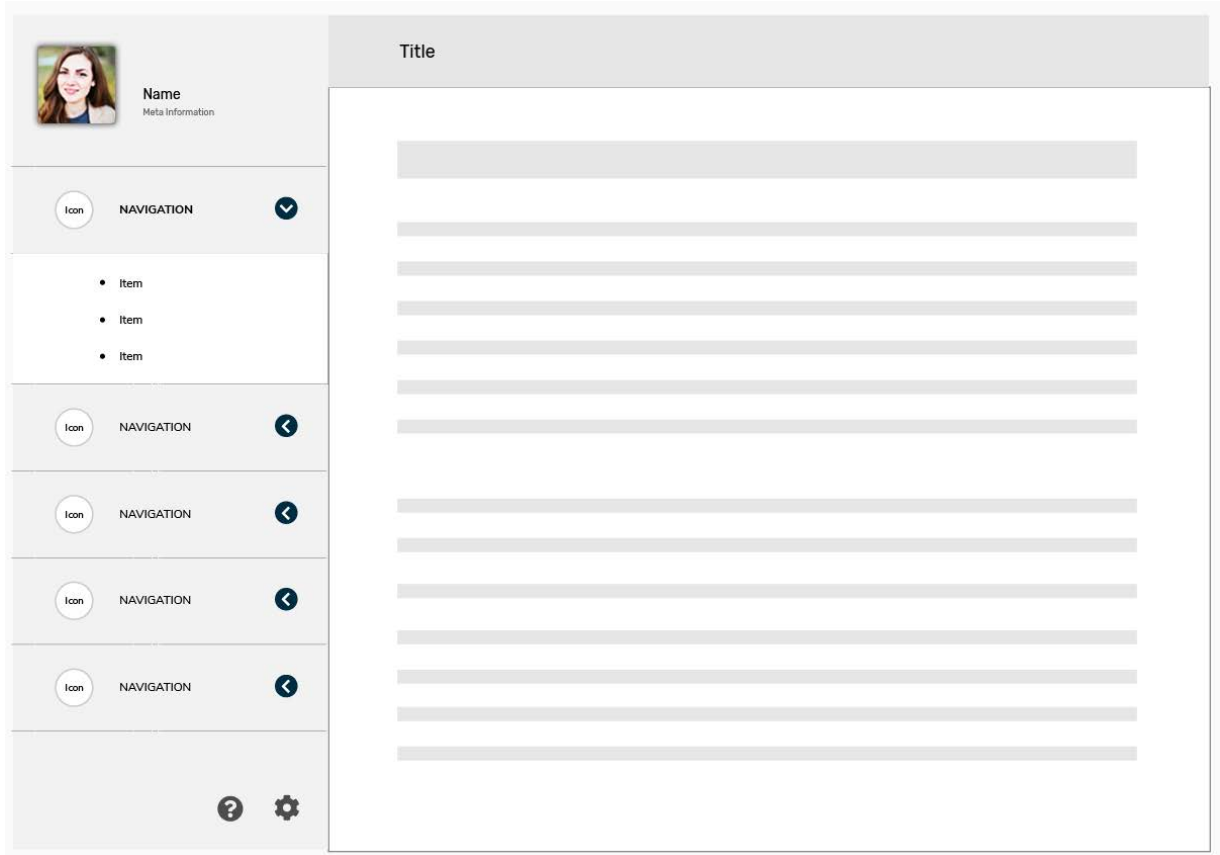 Title
Name
Meta Information
Icon NAVIGATION
Item
Item
Item
Icon NAVIGATION
Icon NAVIGATION
Icon NAVIGATION
Icon NAVIGATION
?